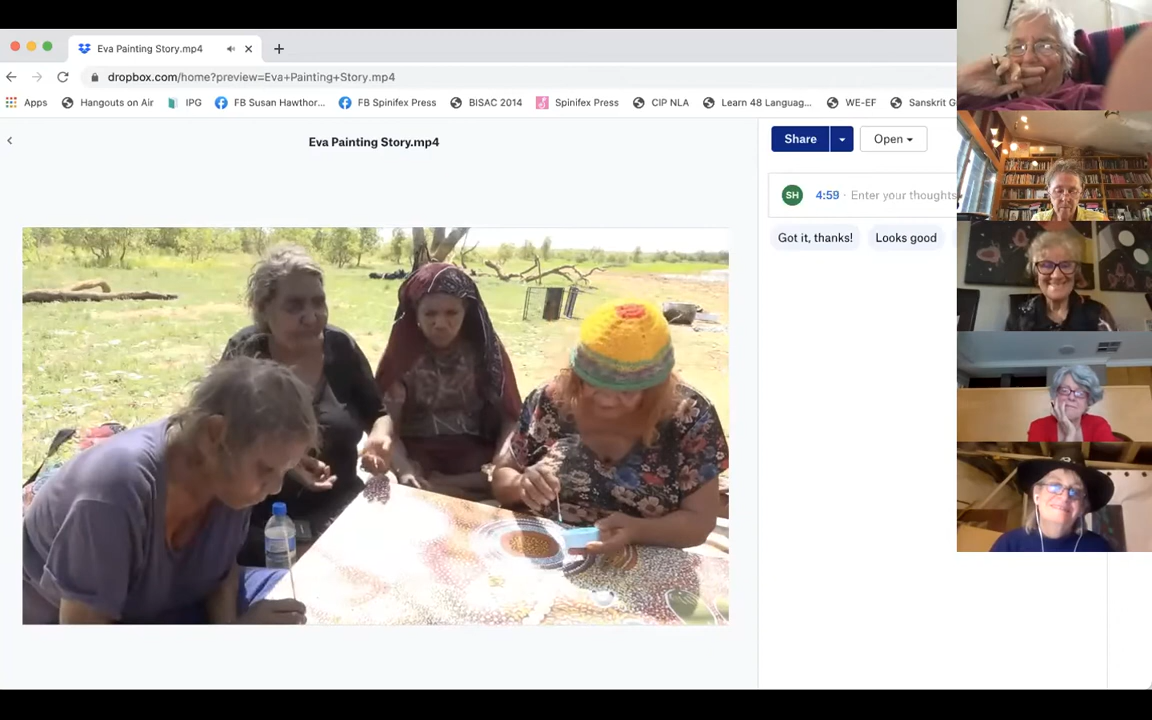 Eva Painting Story.mp4
dropbox.com/home?preview=Eva+Painting+Story.mp4
Apps Hangouts on Air IPG FB Susan Hawthor... FB Spinifex Press BISAC 2014 Spinifex Press CIP NLA Learn 48 Languag... WE-EF Sanskrit G
Eva Painting Story.mp4
Share Open
SH 4:59 Enter your thoughts
Got it, thanks! Looks good